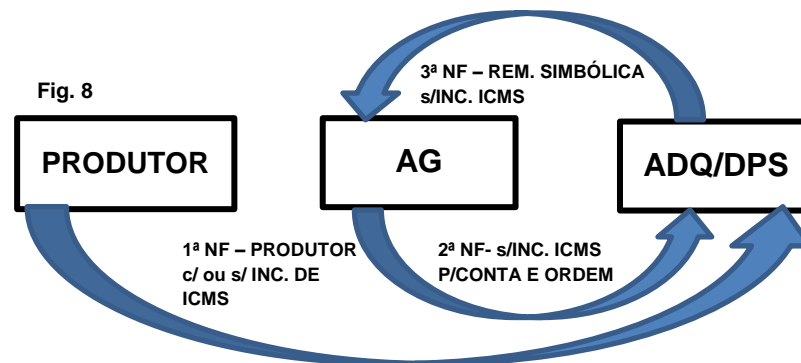 3ª NF – REM. SIMBÓLICA
s/INC. ICMS
Fig. 8
PRODUTOR
AG
ADQ/DPS
1ª NF – PRODUTOR
c/ ou s/ INC. DE
ICMS
2ª NF- s/INC. ICMS
P/CONTA E ORDEM